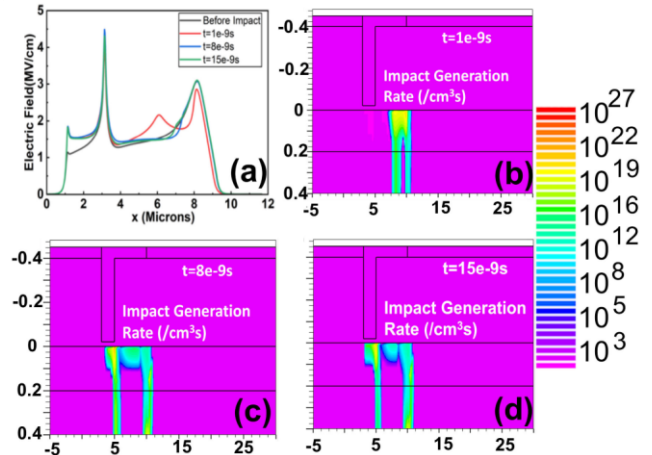 5
4
3
2
1
0
Electric Field(MV/cm)
Before Impact
t=1e-9s
t=8e-9s
t=15e-9s
(a)
0 2 4 6 8 10 12
x (Microns)
-0.4
-0.2
0
0.2
0.4
t=1e-9s
Impact Generation
Rate (/cm³s)
(b)
-5 5 15 25
10²⁷
10²²
10¹⁹
10¹⁶
10¹²
10⁸
10⁵
10³
-0.4
-0.2
0
0.2
0.4
t=8e-9s
Impact Generation
Rate (/cm³s)
(c)
-5 5 15 25
-0.4
-0.2
0
0.2
0.4
t=15e-9s
Impact Generation
Rate (/cm³s)
(d)
-5 5 15 25